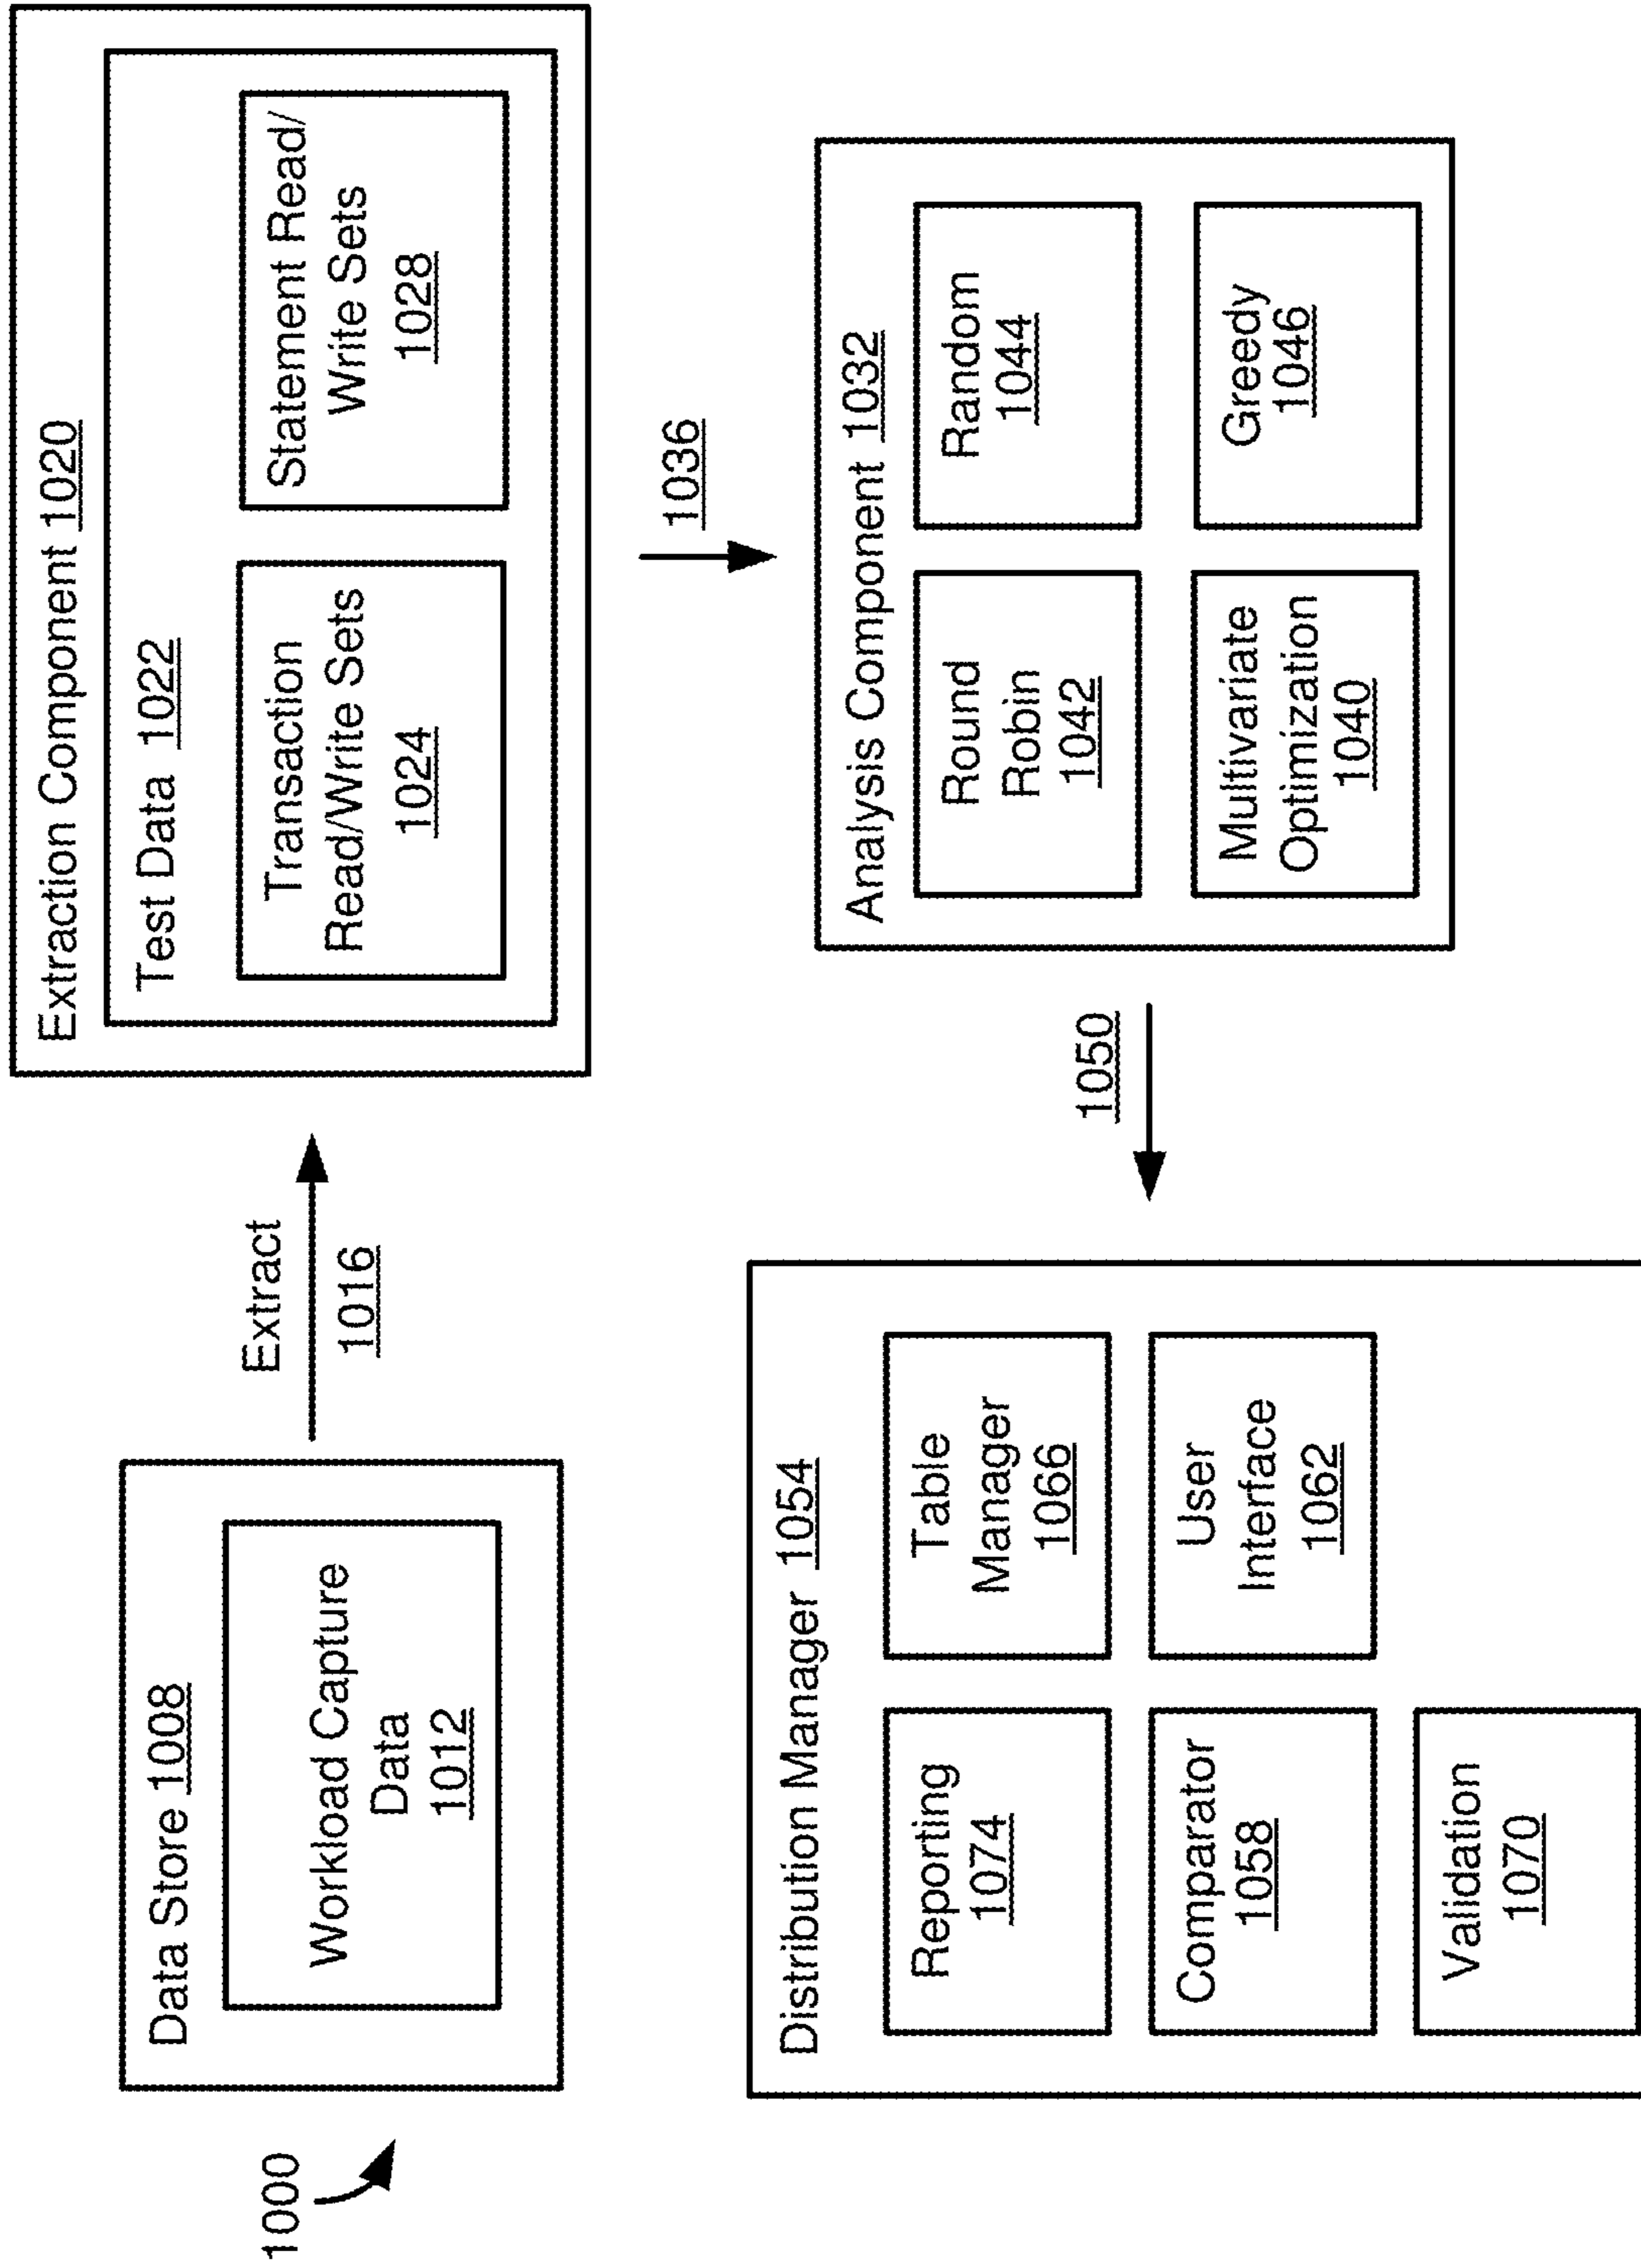 1000
Data Store 1008
Workload Capture
Data
1012
Extract
1016
Extraction Component 1020
Test Data 1022
Transaction
Read/Write Sets
1024
Statement Read/
Write Sets
1028
1036
Analysis Component 1032
Round
Robin
1042
Random
1044
Multivariate
Optimization
1040
Greedy
1046
1050
Distribution Manager 1054
Reporting
1074
Table
Manager
1066
Comparator
1058
User
Interface
1062
Validation
1070